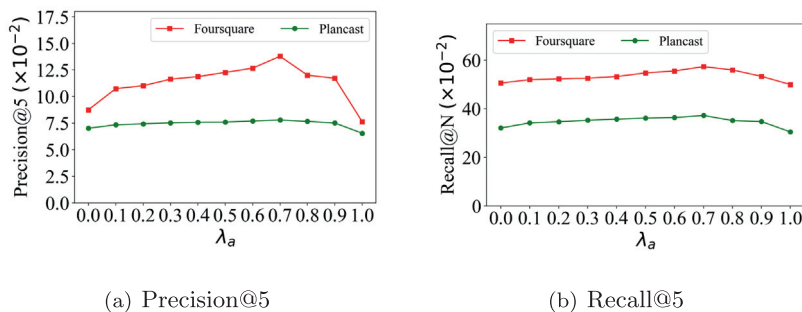 Foursquare Plancast
Precision@5 (×10⁻²)
17.5
15.0
12.5
10.0
7.5
5.0
2.5
0.0
0.0 0.1 0.2 0.3 0.4 0.5 0.6 0.7 0.8 0.9 1.0
λa
(a) Precision@5
Foursquare Plancast
Recall@N (×10⁻²)
60
40
20
0
0.0 0.1 0.2 0.3 0.4 0.5 0.6 0.7 0.8 0.9 1.0
λa
(b) Recall@5